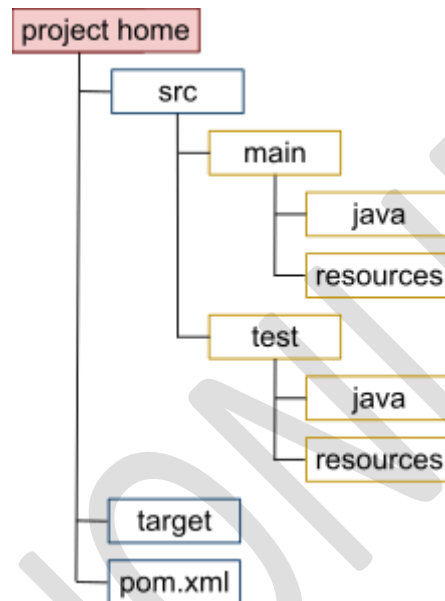 project home
src
main
java
resources
test
java
resources
target
pom.xml